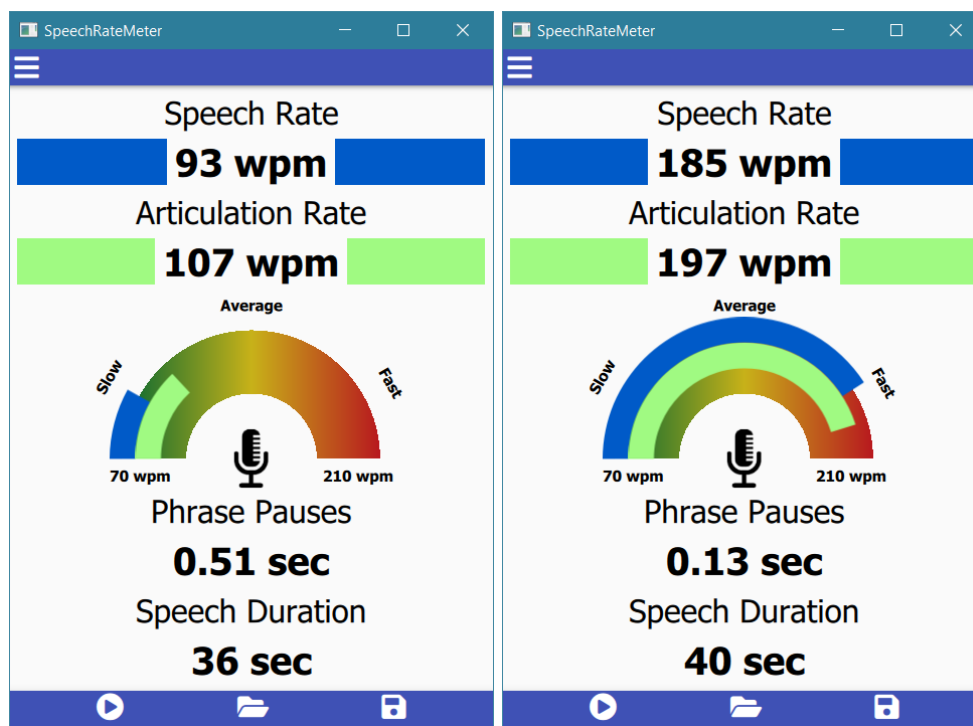 SpeechRateMeter
Speech Rate
93 wpm
Articulation Rate
107 wpm
Average
Slow
Fast
70 wpm
210 wpm
Phrase Pauses
0.51 sec
Speech Duration
36 sec
SpeechRateMeter
Speech Rate
185 wpm
Articulation Rate
197 wpm
Average
Slow
Fast
70 wpm
210 wpm
Phrase Pauses
0.13 sec
Speech Duration
40 sec